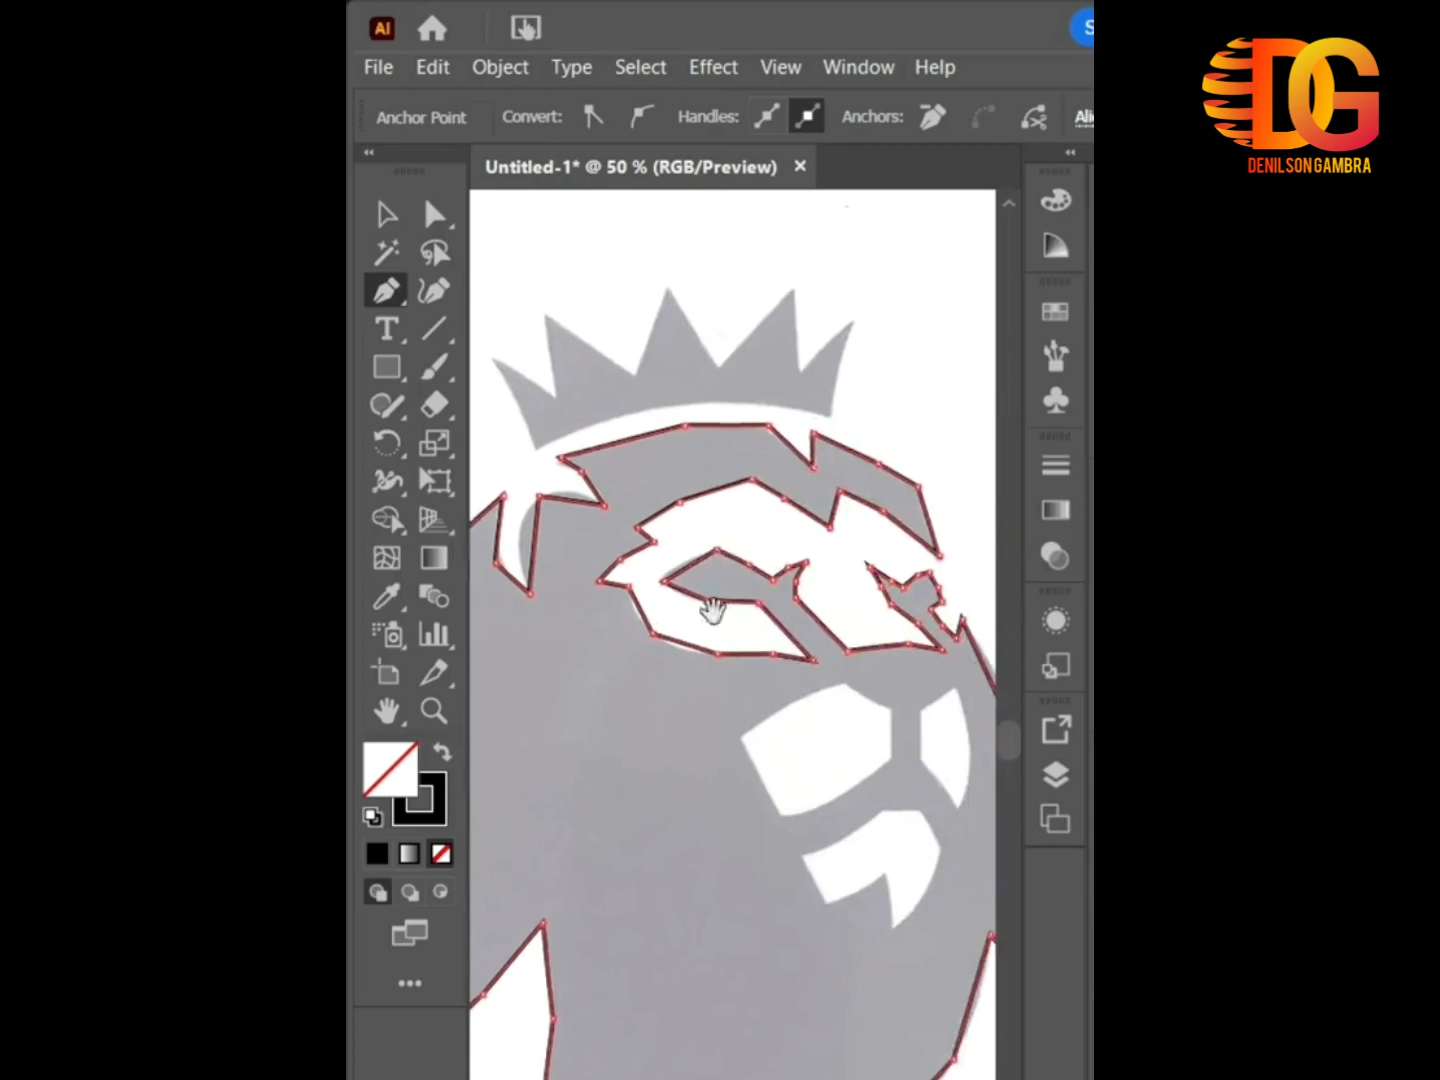 Ai
S
File Edit Object Type Select Effect View Window Help
Anchor Point Convert: Handles: Anchors: Ali
Untitled-1* @ 50 % (RGB/Preview) ×
DG
DENILSON GAMBRA